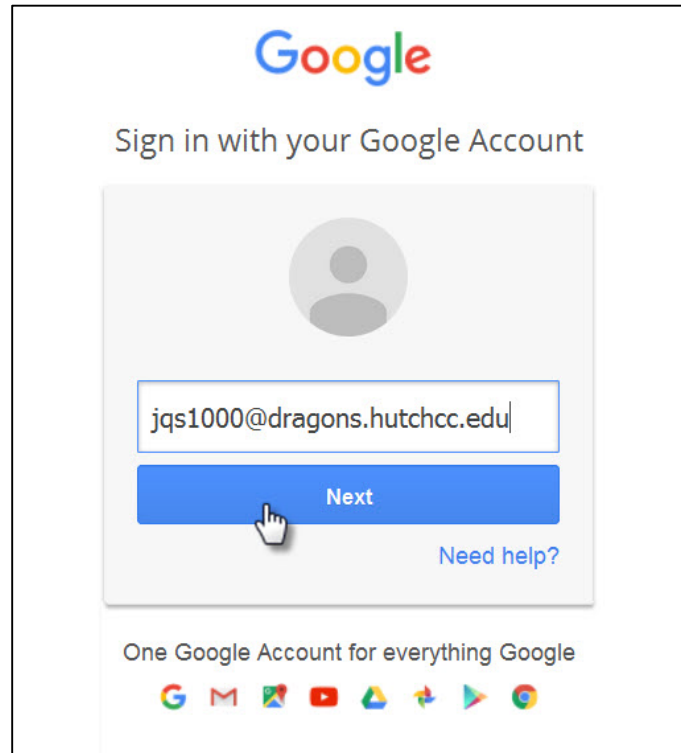 Google
Sign in with your Google Account
jqs1000@dragons.hutchcc.edu
Next
Need help?
One Google Account for everything Google